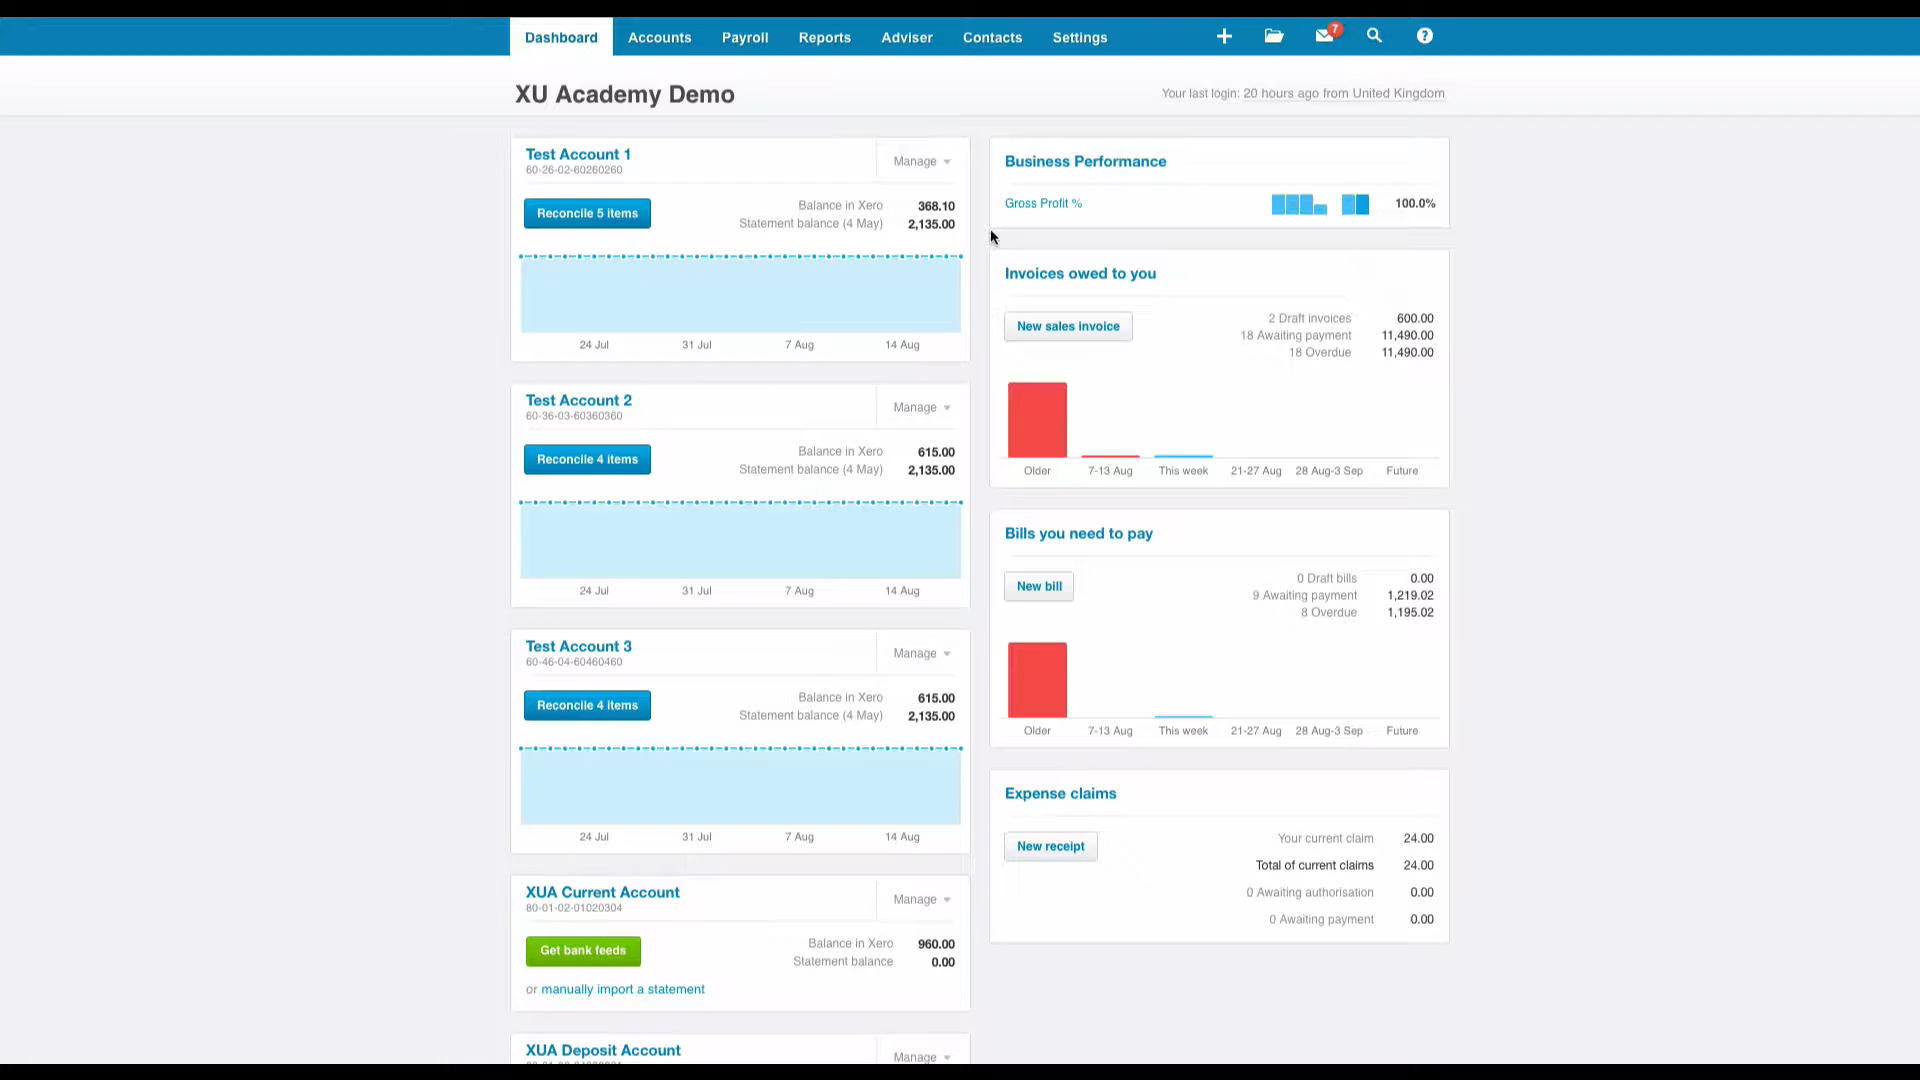 Dashboard Accounts Payroll Reports Adviser Contacts Settings 7
XU Academy Demo
Your last login: 20 hours ago from United Kingdom
Test Account 1
60-26-02-60260260
Manage
Reconcile 5 items
Balance in Xero 368.10
Statement balance (4 May) 2,135.00
24 Jul 31 Jul 7 Aug 14 Aug
Test Account 2
60-36-03-60360360
Manage
Reconcile 4 items
Balance in Xero 615.00
Statement balance (4 May) 2,135.00
24 Jul 31 Jul 7 Aug 14 Aug
Test Account 3
60-46-04-60460460
Manage
Reconcile 4 items
Balance in Xero 615.00
Statement balance (4 May) 2,135.00
24 Jul 31 Jul 7 Aug 14 Aug
XUA Current Account
80-01-02-01020304
Manage
Get bank feeds
Balance in Xero 960.00
Statement balance 0.00
or manually import a statement
XUA Deposit Account
Manage
Business Performance
Gross Profit % 100.0%
Invoices owed to you
New sales invoice
2 Draft invoices 600.00
18 Awaiting payment 11,490.00
18 Overdue 11,490.00
Older 7-13 Aug This week 21-27 Aug 28 Aug-3 Sep Future
Bills you need to pay
New bill
0 Draft bills 0.00
9 Awaiting payment 1,219.02
8 Overdue 1,195.02
Older 7-13 Aug This week 21-27 Aug 28 Aug-3 Sep Future
Expense claims
New receipt
Your current claim 24.00
Total of current claims 24.00
0 Awaiting authorisation 0.00
0 Awaiting payment 0.00